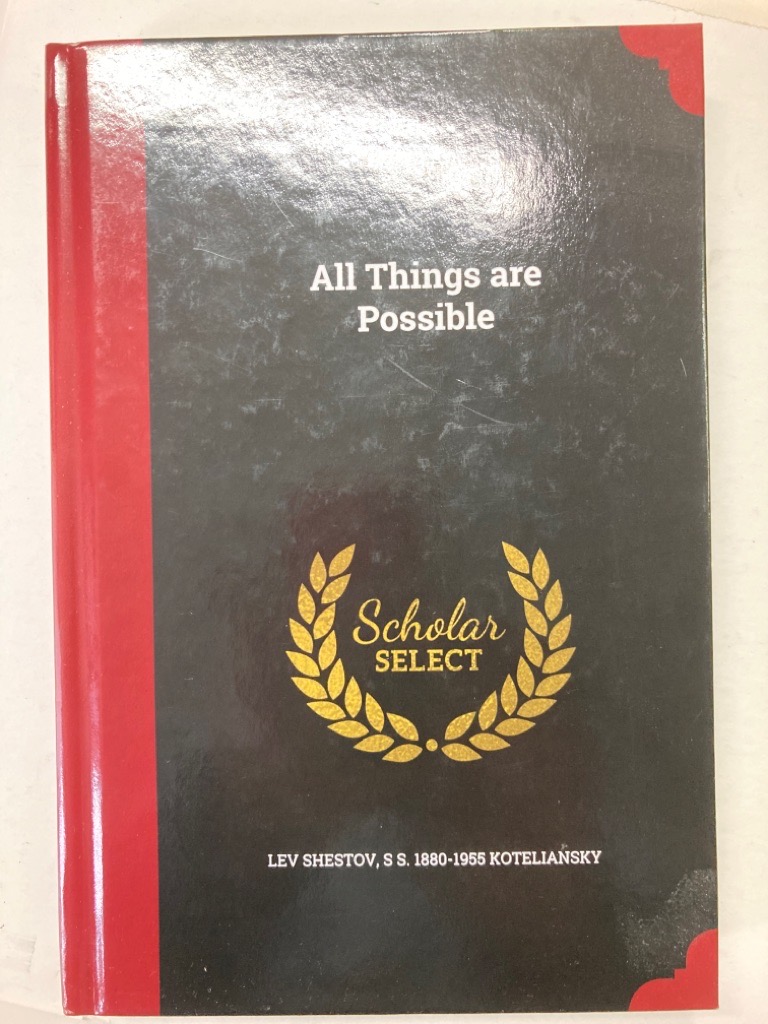 All Things are
Possible
Scholar
SELECT
LEV SHESTOV, S S. 1880-1955 KOTELIANSKY